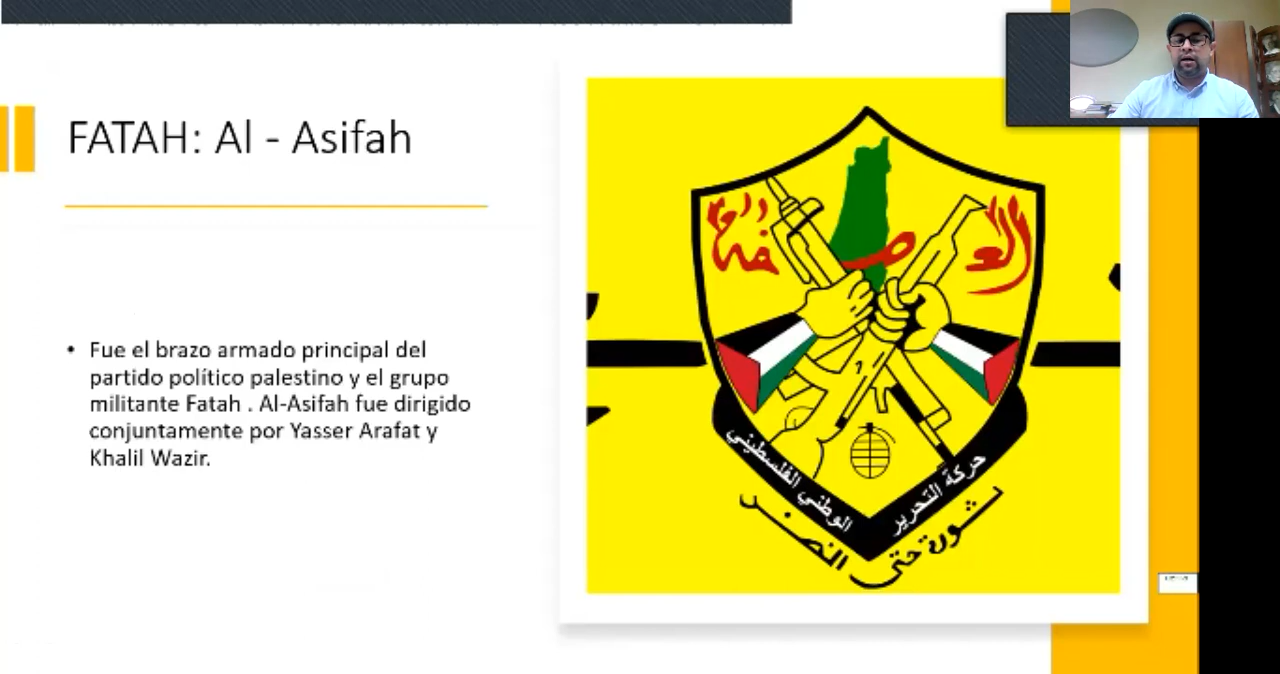 FATAH: Al - Asifah
• Fue el brazo armado principal del
partido político palestino y el grupo
militante Fatah . Al-Asifah fue dirigido
conjuntamente por Yasser Arafat y
Khalil Wazir.
العاصفة
حركة التحرير
الوطني الفلسطيني
لثورة حتى النصر